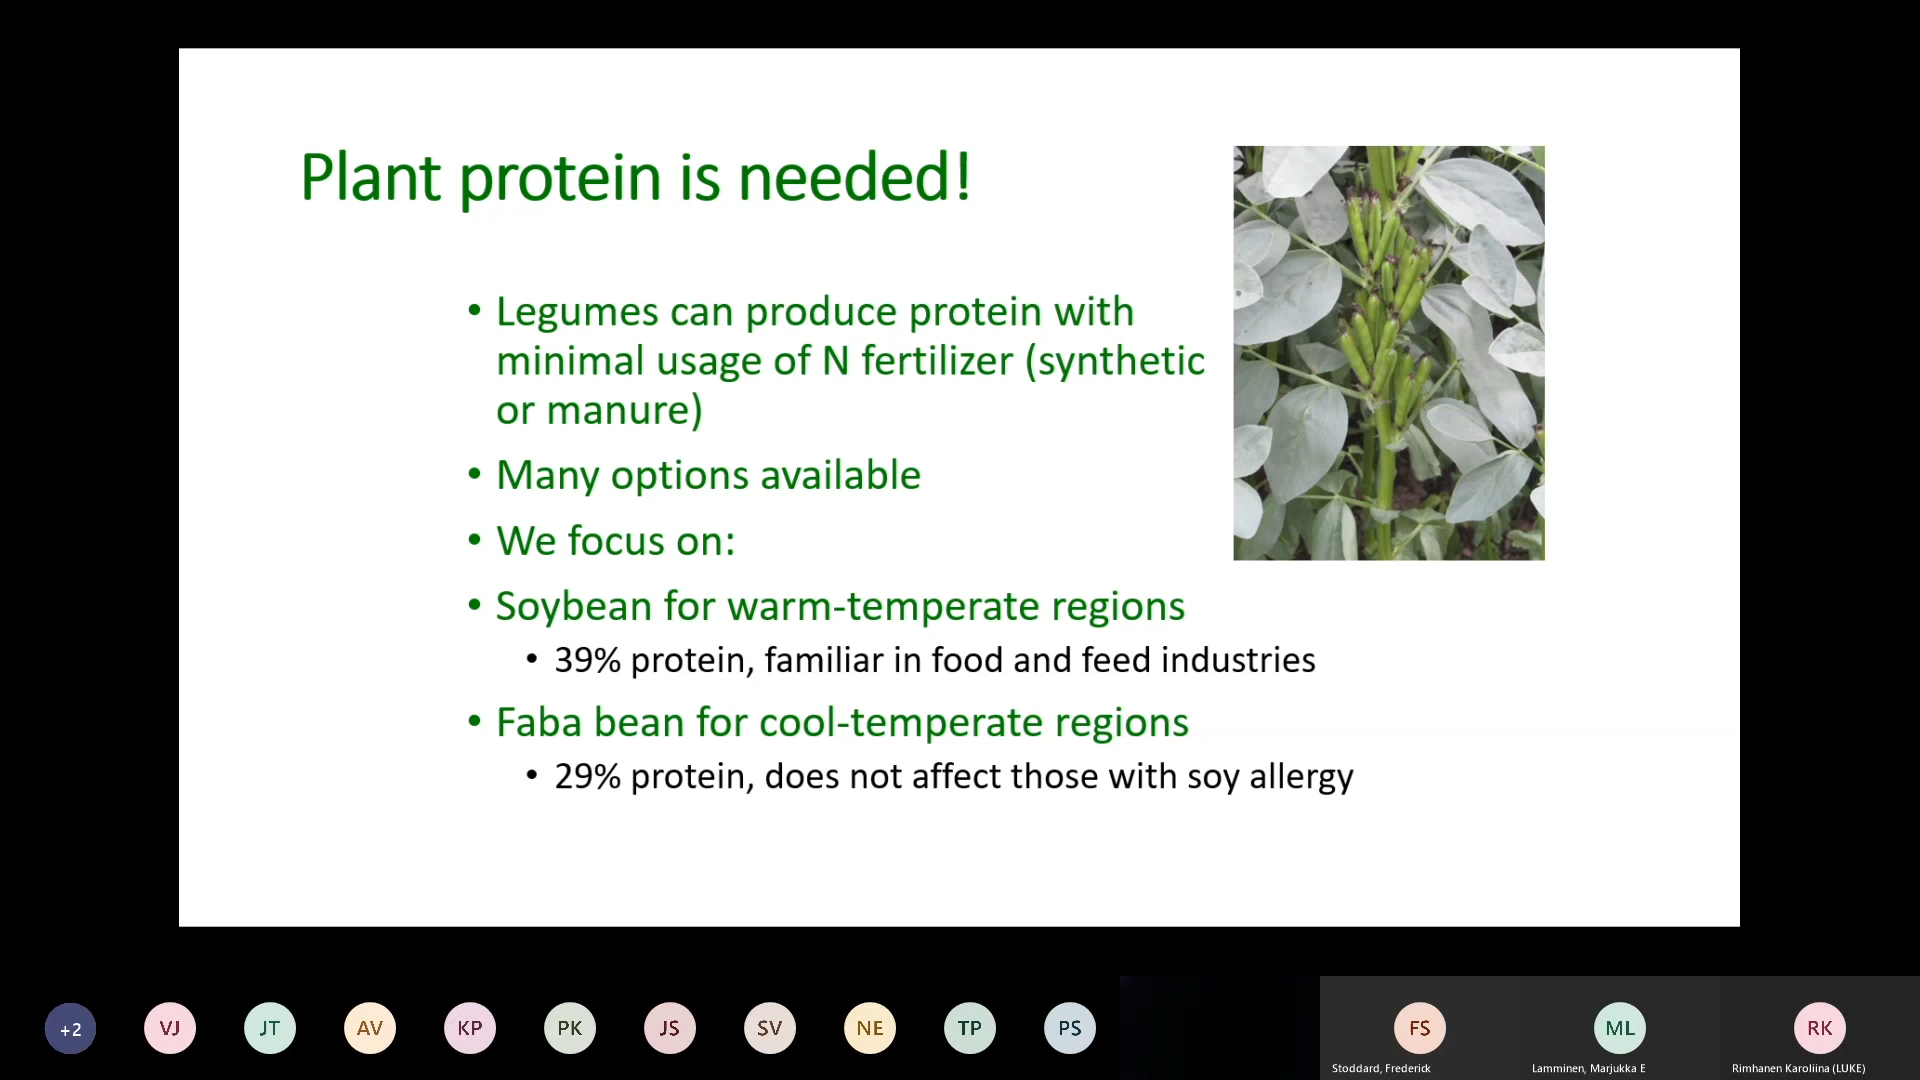 Plant protein is needed!
• Legumes can produce protein with
minimal usage of N fertilizer (synthetic
or manure)
• Many options available
• We focus on:
• Soybean for warm-temperate regions
• 39% protein, familiar in food and feed industries
• Faba bean for cool-temperate regions
• 29% protein, does not affect those with soy allergy
+2 VJ JT AV KP PK JS SV NE TP PS FS ML RK
Stoddard, Frederick Lamminen, Marjukka E Rimhanen Karoliina (LUKE)